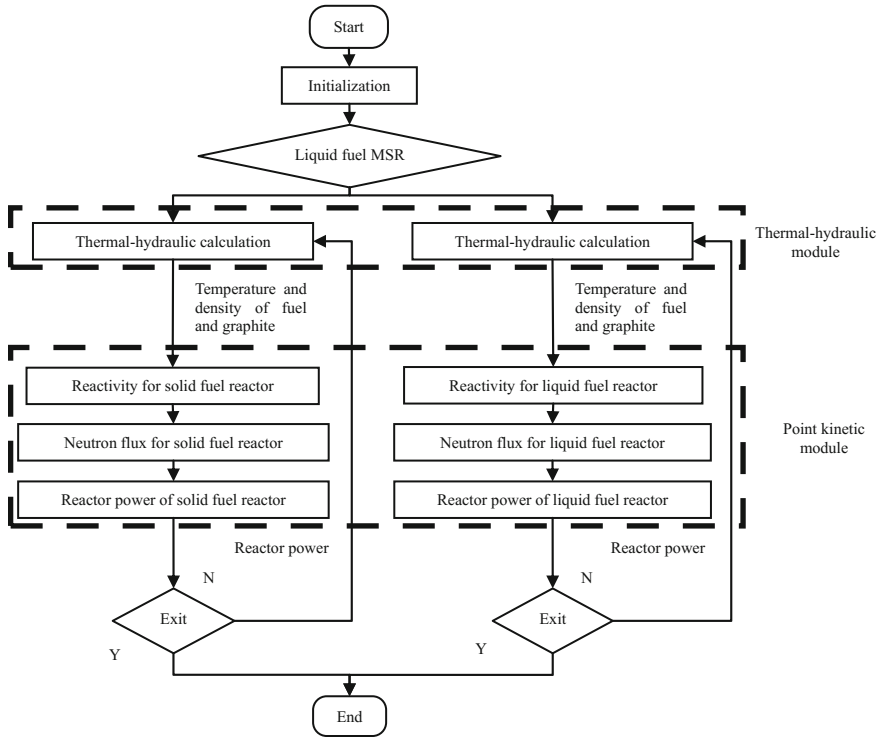 Start
Initialization
Liquid fuel MSR
Thermal-hydraulic calculation
Thermal-hydraulic calculation
Thermal-hydraulic
module
Temperature and
density of fuel
and graphite
Temperature and
density of fuel
and graphite
Reactivity for solid fuel reactor
Reactivity for liquid fuel reactor
Neutron flux for solid fuel reactor
Neutron flux for liquid fuel reactor
Point kinetic
module
Reactor power of solid fuel reactor
Reactor power of liquid fuel reactor
Reactor power
Reactor power
N
N
Exit
Exit
Y
Y
End